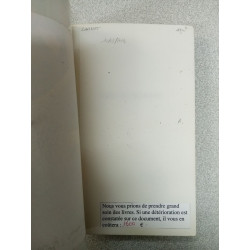 Nous vous prions de prendre grand
soin des livres. Si une détérioration est
constatée sur ce document, il vous en
coûtera : €